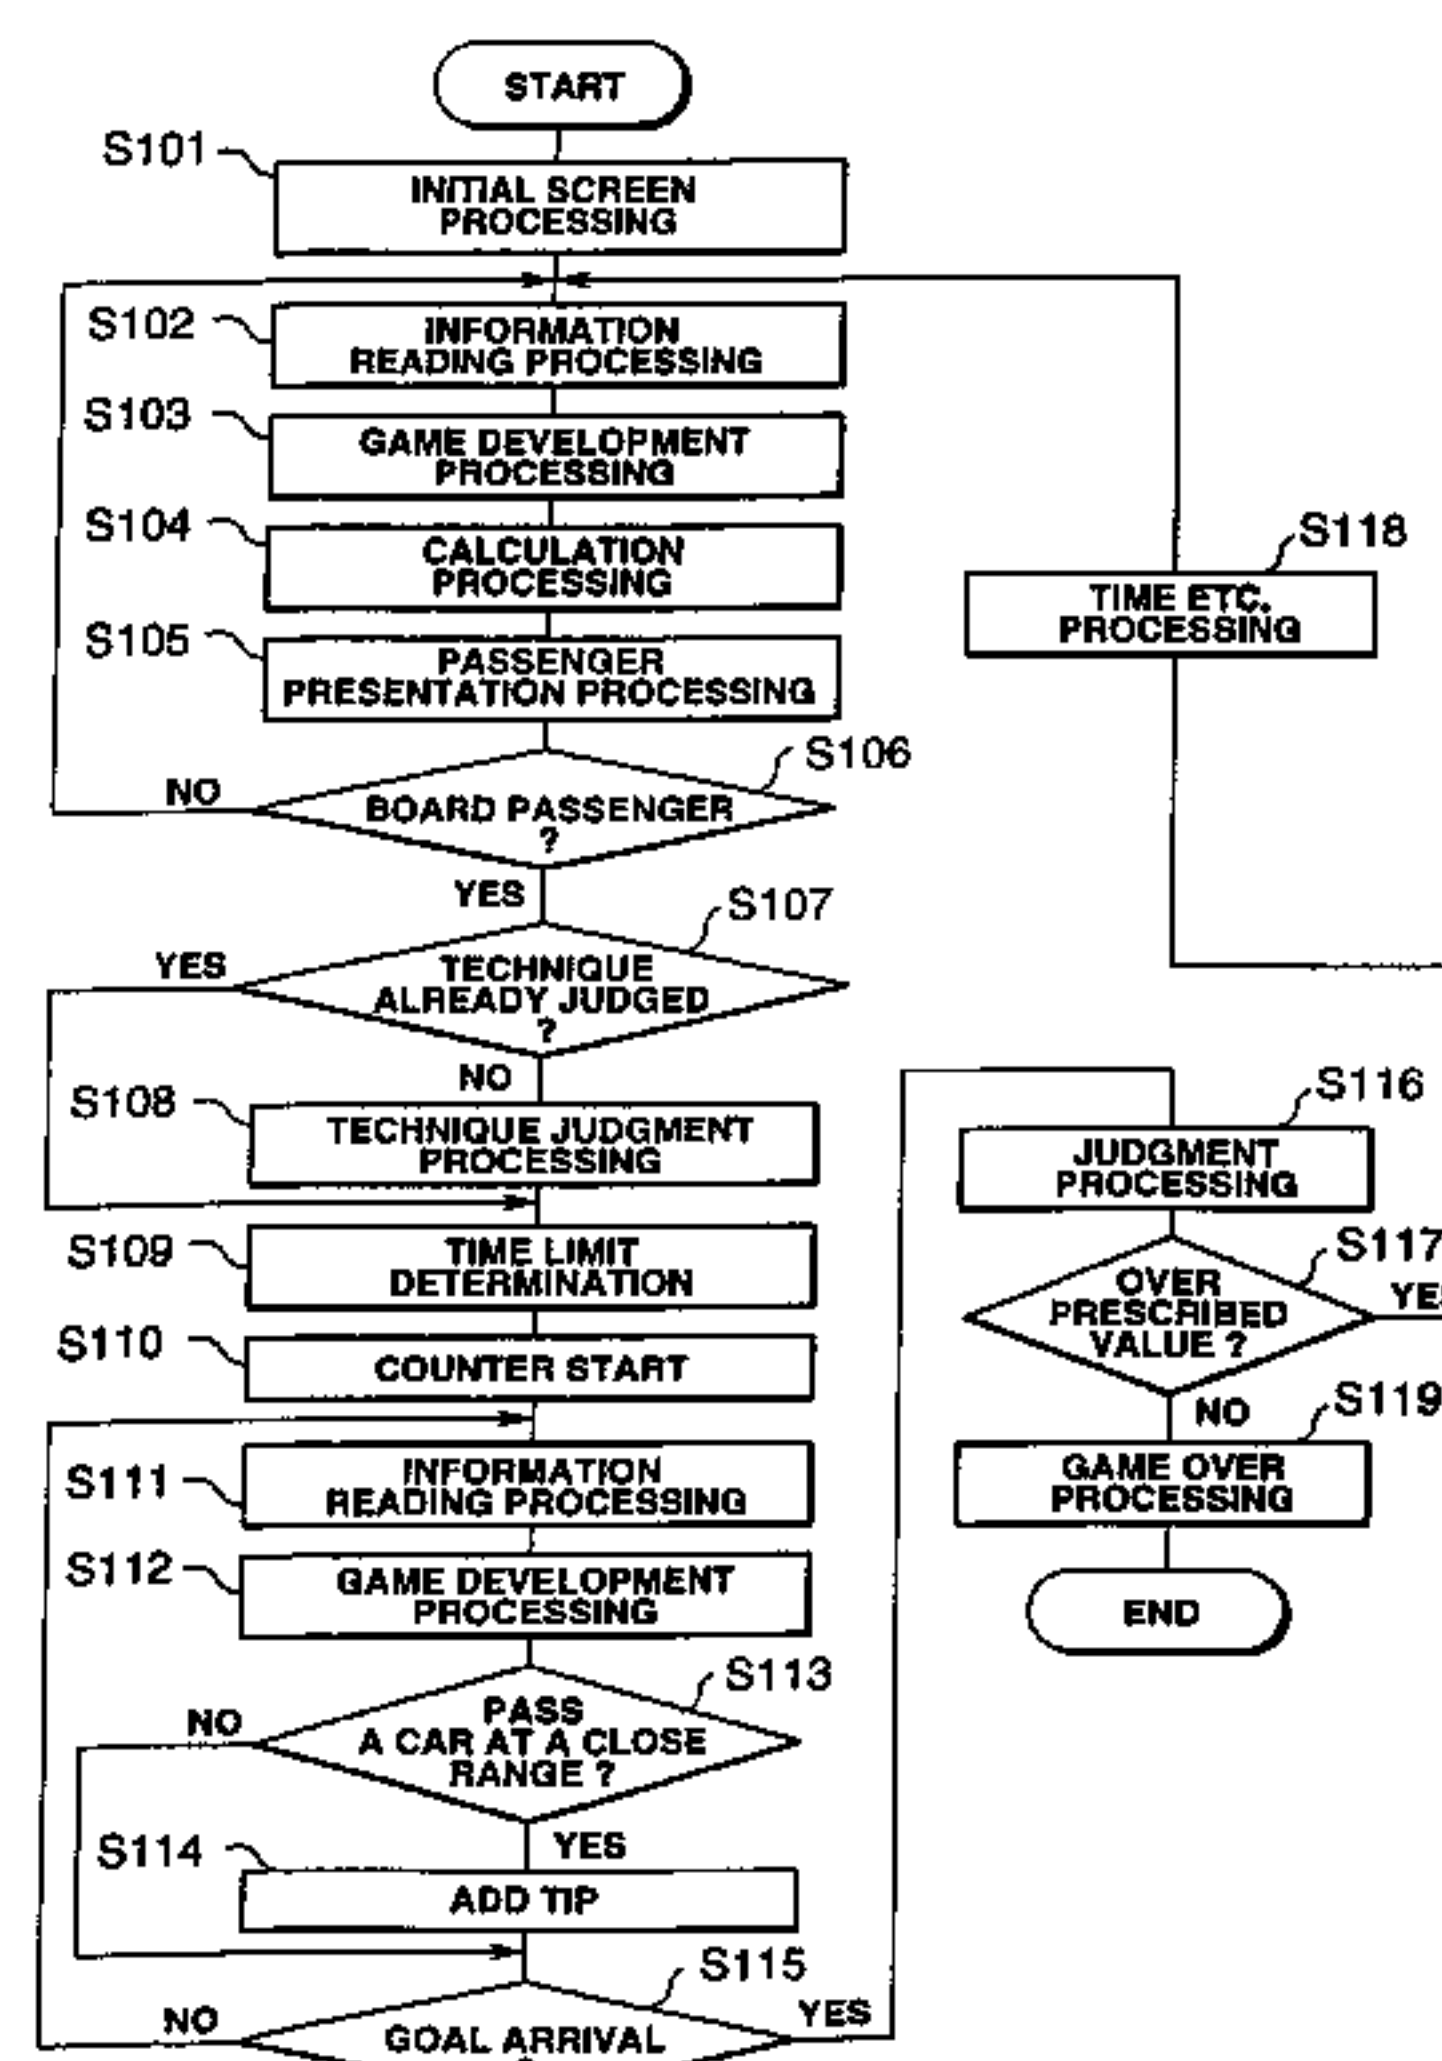 START
S101
INITIAL SCREEN
PROCESSING
S102
INFORMATION
READING PROCESSING
S103
GAME DEVELOPMENT
PROCESSING
S104
CALCULATION
PROCESSING
S105
PASSENGER
PRESENTATION PROCESSING
S106
NO
BOARD PASSENGER
?
YES
S107
YES
TECHNIQUE
ALREADY JUDGED
?
NO
S108
TECHNIQUE JUDGMENT
PROCESSING
S109
TIME LIMIT
DETERMINATION
S110
COUNTER START
S111
INFORMATION
READING PROCESSING
S112
GAME DEVELOPMENT
PROCESSING
S113
NO
PASS
A CAR AT A CLOSE
RANGE ?
YES
S114
ADD TIP
S115
NO
GOAL ARRIVAL
YES
S118
TIME ETC.
PROCESSING
S116
JUDGMENT
PROCESSING
S117
OVER
PRESCRIBED
VALUE ?
NO
S119
GAME OVER
PROCESSING
END